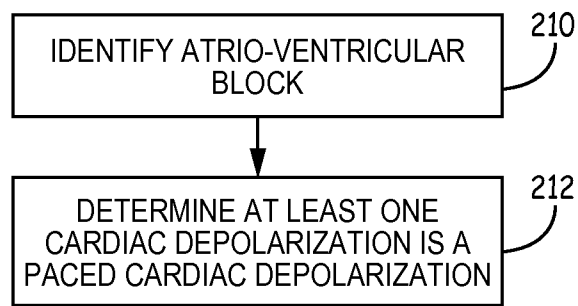 IDENTIFY ATRIO-VENTRICULAR
BLOCK
210
DETERMINE AT LEAST ONE
CARDIAC DEPOLARIZATION IS A
PACED CARDIAC DEPOLARIZATION
212